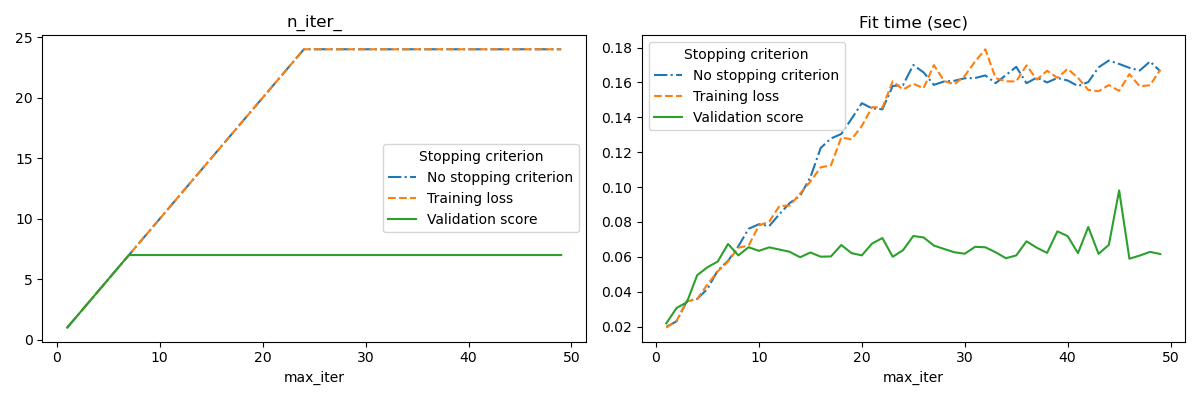 n_iter_
25
20
15
10
5
0
Stopping criterion
No stopping criterion
Training loss
Validation score
0 10 20 30 40 50
max_iter
Fit time (sec)
0.18
0.16
0.14
0.12
0.10
0.08
0.06
0.04
0.02
Stopping criterion
No stopping criterion
Training loss
Validation score
0 10 20 30 40 50
max_iter